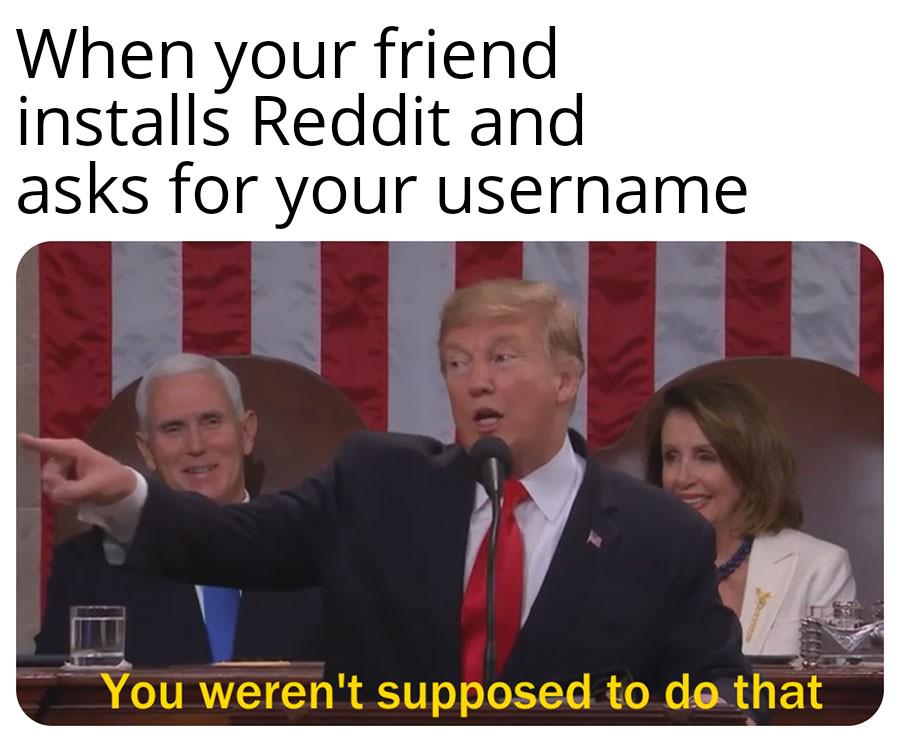 When your friend
installs Reddit and
asks for your username
You weren't supposed to do that